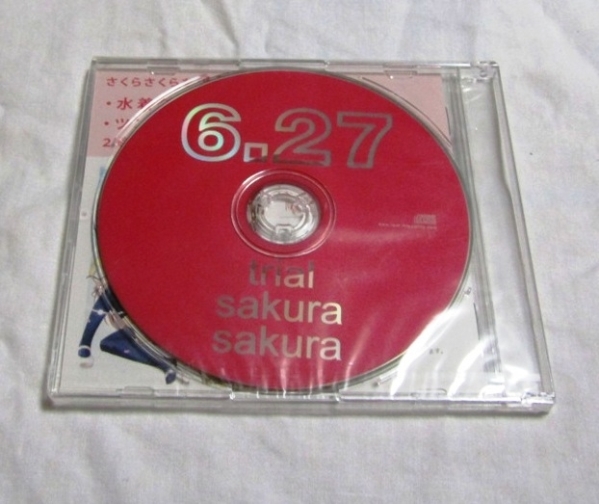 さくらさくら
・水着
・ツ
6.27
trial
sakura
sakura